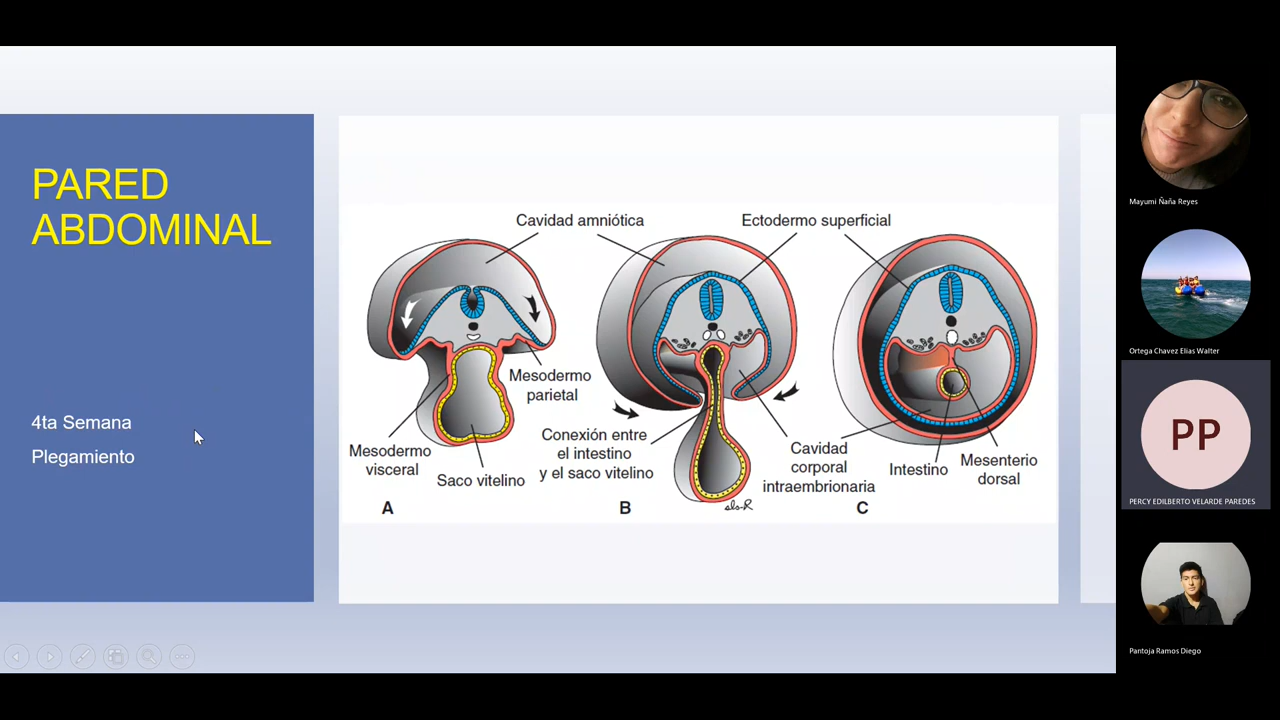 PARED
ABDOMINAL
4ta Semana
Plegamiento
Cavidad amniótica
Ectodermo superficial
Mesodermo
parietal
Mesodermo
visceral
Saco vitelino
Conexión entre
el intestino
y el saco vitelino
Cavidad
corporal
intraembrionaria
Intestino
Mesenterio
dorsal
A
B
C
Mayumi Ñaña Reyes
Ortega Chavez Elias Walter
PP
PERCY EDILBERTO VELARDE PAREDES
Pantoja Ramos Diego